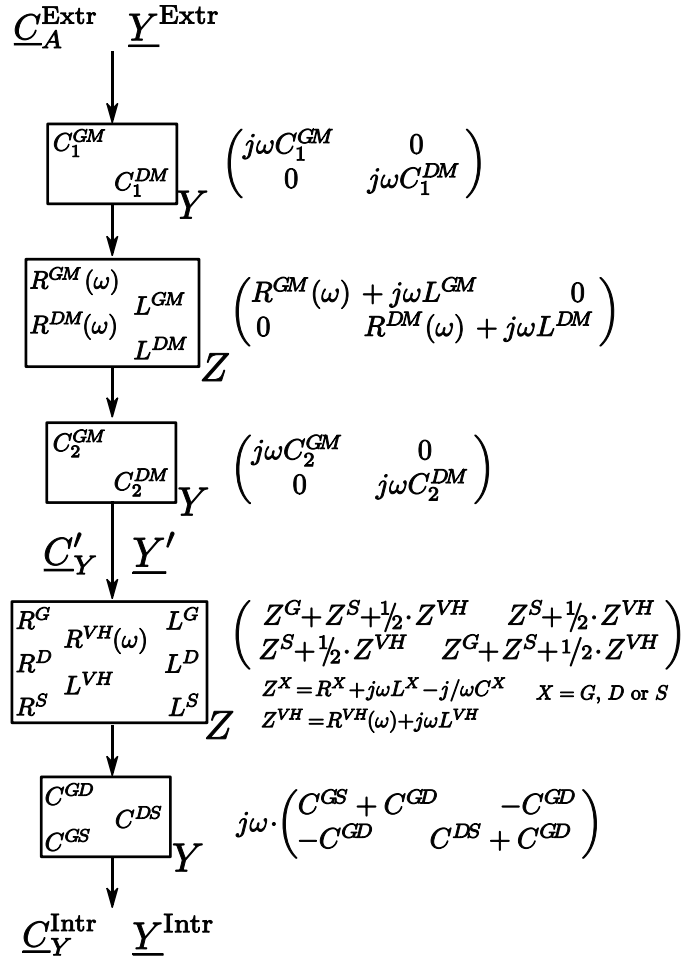 C_A^Extr Y^Extr
C_1^GM
C_1^DM
Y
( jωC_1^GM 0
0 jωC_1^DM )
R^GM(ω)
L^GM
R^DM(ω)
L^DM
Z
( R^GM(ω) + jωL^GM 0
0 R^DM(ω) + jωL^DM )
C_2^GM
C_2^DM
Y
( jωC_2^GM 0
0 jωC_2^DM )
C'_Y Y'
R^G L^G
R^VH(ω)
R^D L^D
L^VH
R^S L^S
Z
( Z^G+Z^S+1/2·Z^VH Z^S+1/2·Z^VH
Z^S+1/2·Z^VH Z^G+Z^S+1/2·Z^VH )
Z^X=R^X+jωL^X−j/ωC^X X = G, D or S
Z^VH=R^VH(ω)+jωL^VH
C^GD
C^DS
C^GS
Y
jω·( C^GS + C^GD −C^GD
−C^GD C^DS + C^GD )
C_Y^Intr Y^Intr